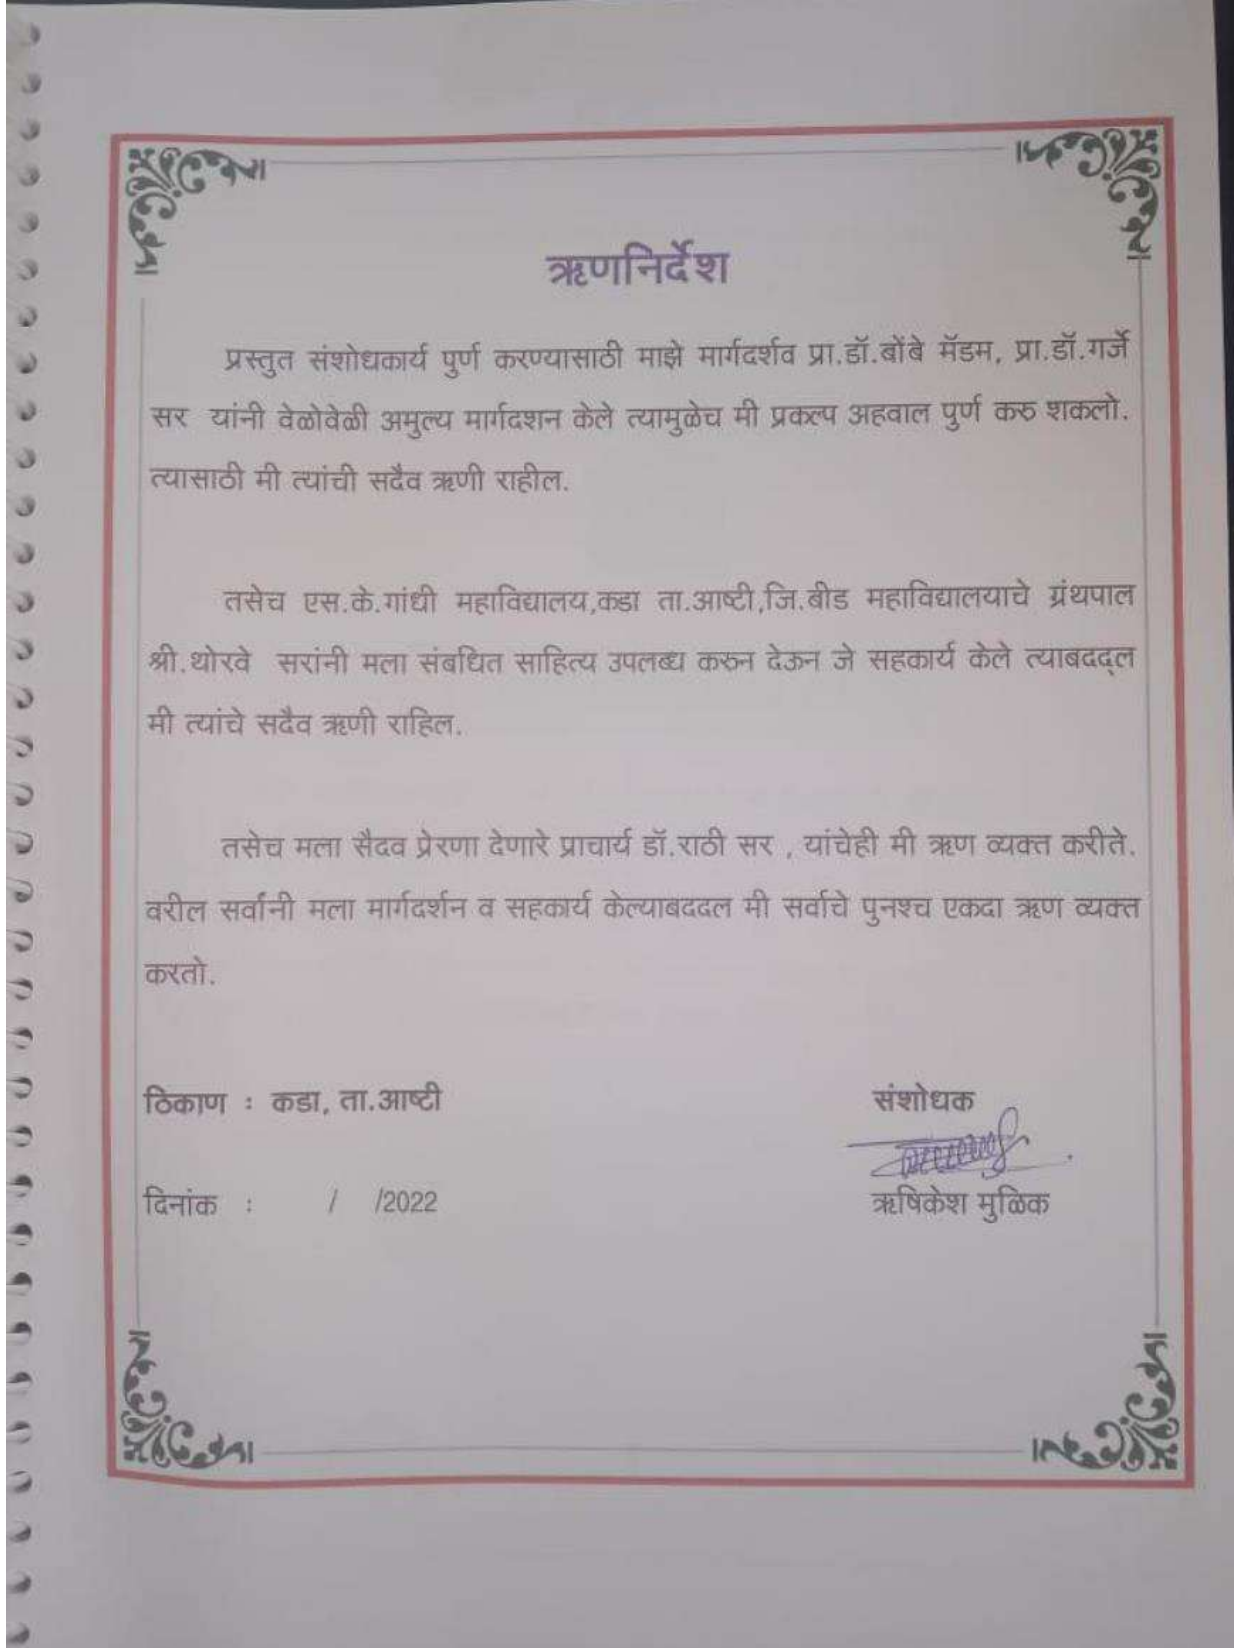 ऋणनिर्देश
प्रस्तुत संशोधकार्य पुर्ण करण्यासाठी माझे मार्गदर्शव प्रा.डॉ.बोंबे मॅडम, प्रा.डॉ.गर्जे
सर यांनी वेळोवेळी अमुल्य मार्गदशन केले त्यामुळेच मी प्रकल्प अहवाल पुर्ण करु शकलो.
त्यासाठी मी त्यांची सदैव ऋणी राहील.
तसेच एस.के.गांधी महाविद्यालय,कडा ता.आष्टी,जि.बीड महाविद्यालयाचे ग्रंथपाल
श्री.थोरवे सरांनी मला संबधित साहित्य उपलब्ध करुन देऊन जे सहकार्य केले त्याबदद्ल
मी त्यांचे सदैव ऋणी राहिल.
तसेच मला सैदव प्रेरणा देणारे प्राचार्य डॉ.राठी सर , यांचेही मी ऋण व्यक्त करीते.
वरील सर्वांनी मला मार्गदर्शन व सहकार्य केल्याबददल मी सर्वाचे पुनश्च एकदा ऋण व्यक्त
करतो.
ठिकाण : कडा, ता.आष्टी संशोधक
दिनांक : / /2022 ऋषिकेश मुळिक